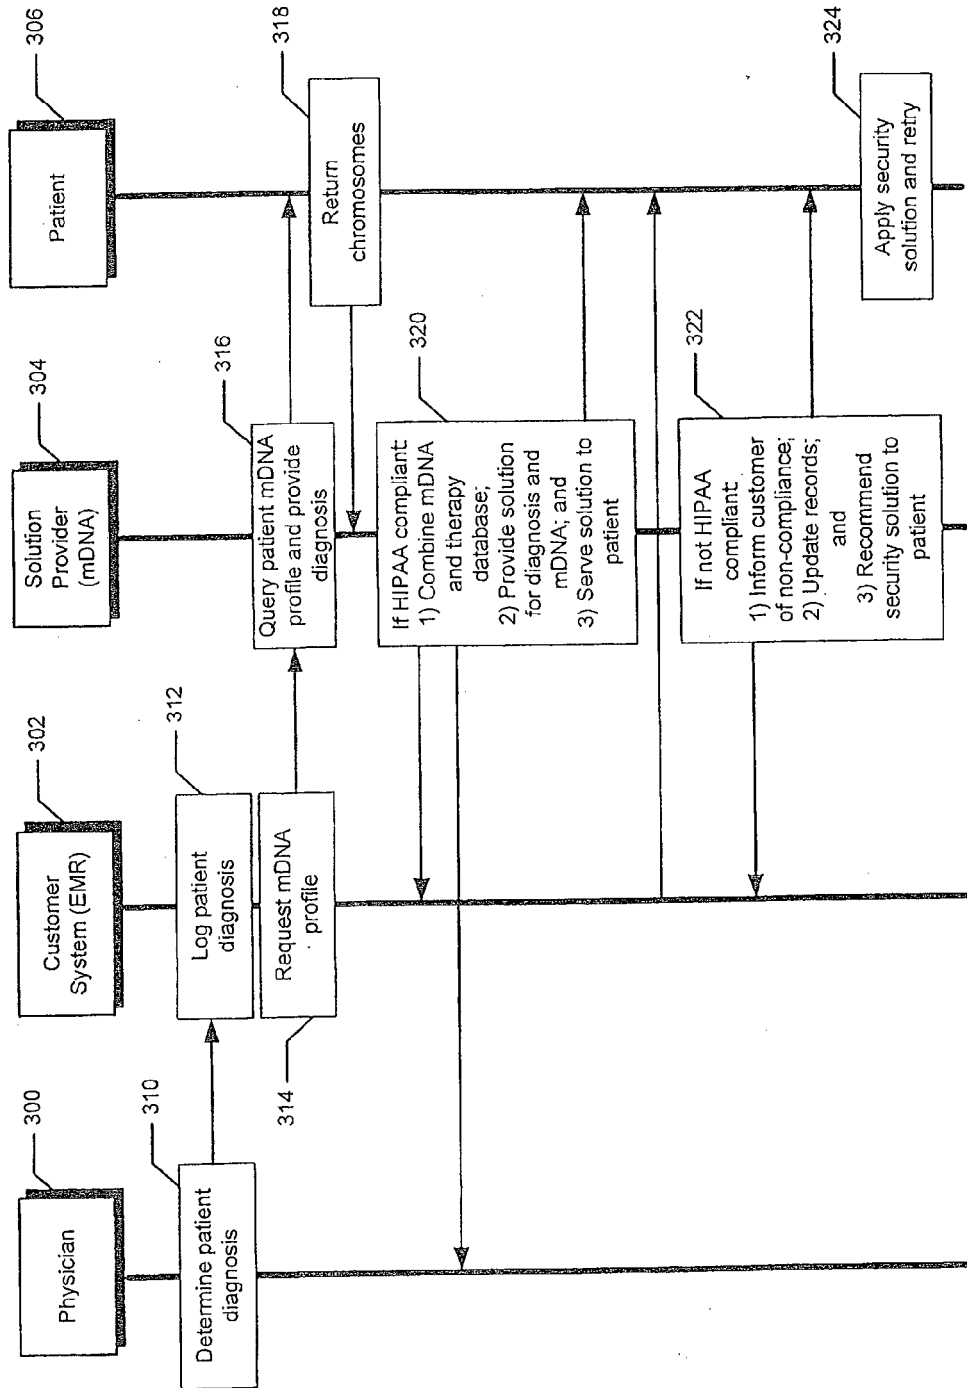 300
Physician
302
Customer
System (EMR)
304
Solution
Provider
(mDNA)
306
Patient
310
Determine patient
diagnosis
312
Log patient
diagnosis
314
Request mDNA
profile
316
Query patient mDNA
profile and provide
diagnosis
318
Return
chromosomes
320
If HIPAA compliant:
1) Combine mDNA
and therapy
database;
2) Provide solution
for diagnosis and
mDNA; and
3) Serve solution to
patient
322
If not HIPAA
compliant:
1) Inform customer
of non-compliance;
2) Update records;
and
3) Recommend
security solution to
patient
324
Apply security
solution and retry